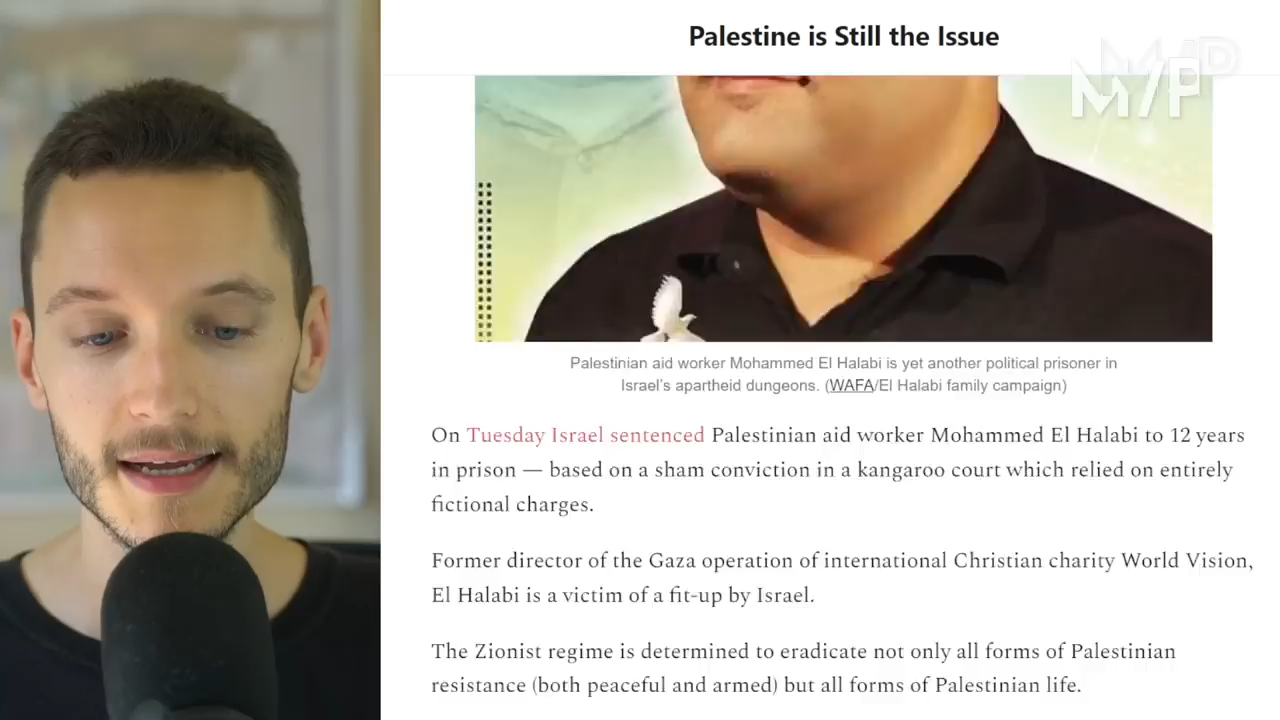 Palestine is Still the Issue
M/P
Palestinian aid worker Mohammed El Halabi is yet another political prisoner in
Israel’s apartheid dungeons. (WAFA/El Halabi family campaign)
On Tuesday Israel sentenced Palestinian aid worker Mohammed El Halabi to 12 years
in prison — based on a sham conviction in a kangaroo court which relied on entirely
fictional charges.
Former director of the Gaza operation of international Christian charity World Vision,
El Halabi is a victim of a fit-up by Israel.
The Zionist regime is determined to eradicate not only all forms of Palestinian
resistance (both peaceful and armed) but all forms of Palestinian life.